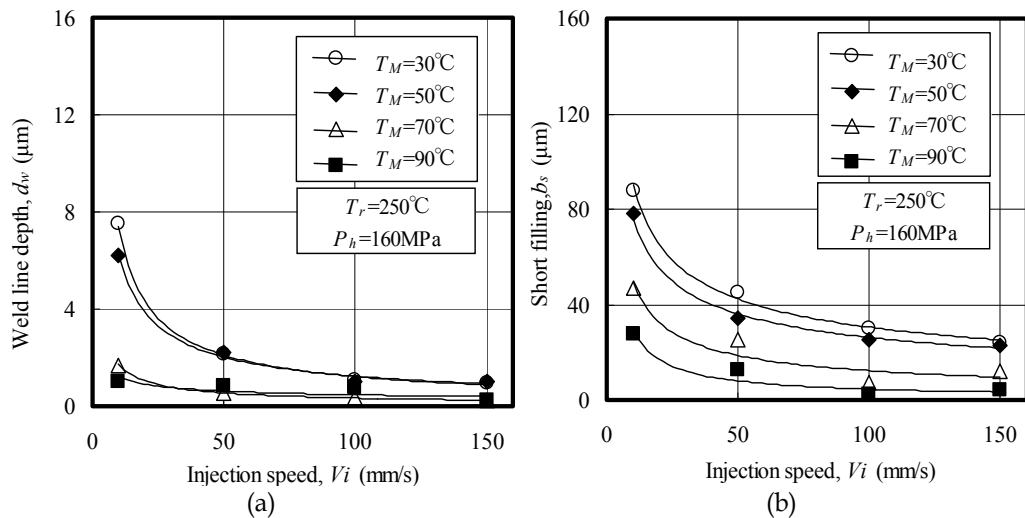 16
12
8
4
0
0
50
100
150
Weld line depth, dw (μm)
Injection speed, Vi (mm/s)
TM=30℃
TM=50℃
TM=70℃
TM=90℃
Tr=250℃
Ph=160MPa
(a)
160
120
80
40
0
0
50
100
150
Short filling,bs (μm)
Injection speed, Vi (mm/s)
TM=30℃
TM=50℃
TM=70℃
TM=90℃
Tr=250℃
Ph=160MPa
(b)